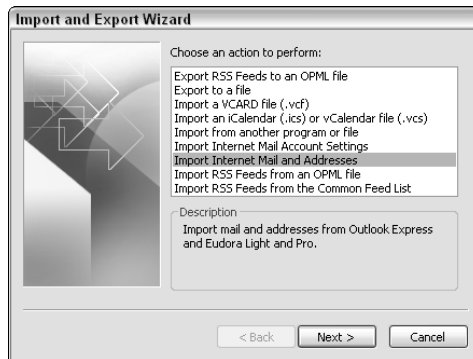 Import and Export Wizard
Choose an action to perform:
Export RSS Feeds to an OPML file
Export to a file
Import a VCARD file (.vcf)
Import an iCalendar (.ics) or vCalendar file (.vcs)
Import from another program or file
Import Internet Mail Account Settings
Import Internet Mail and Addresses
Import RSS Feeds from an OPML file
Import RSS Feeds from the Common Feed List
Description
Import mail and addresses from Outlook Express
and Eudora Light and Pro.
< Back
Next >
Cancel